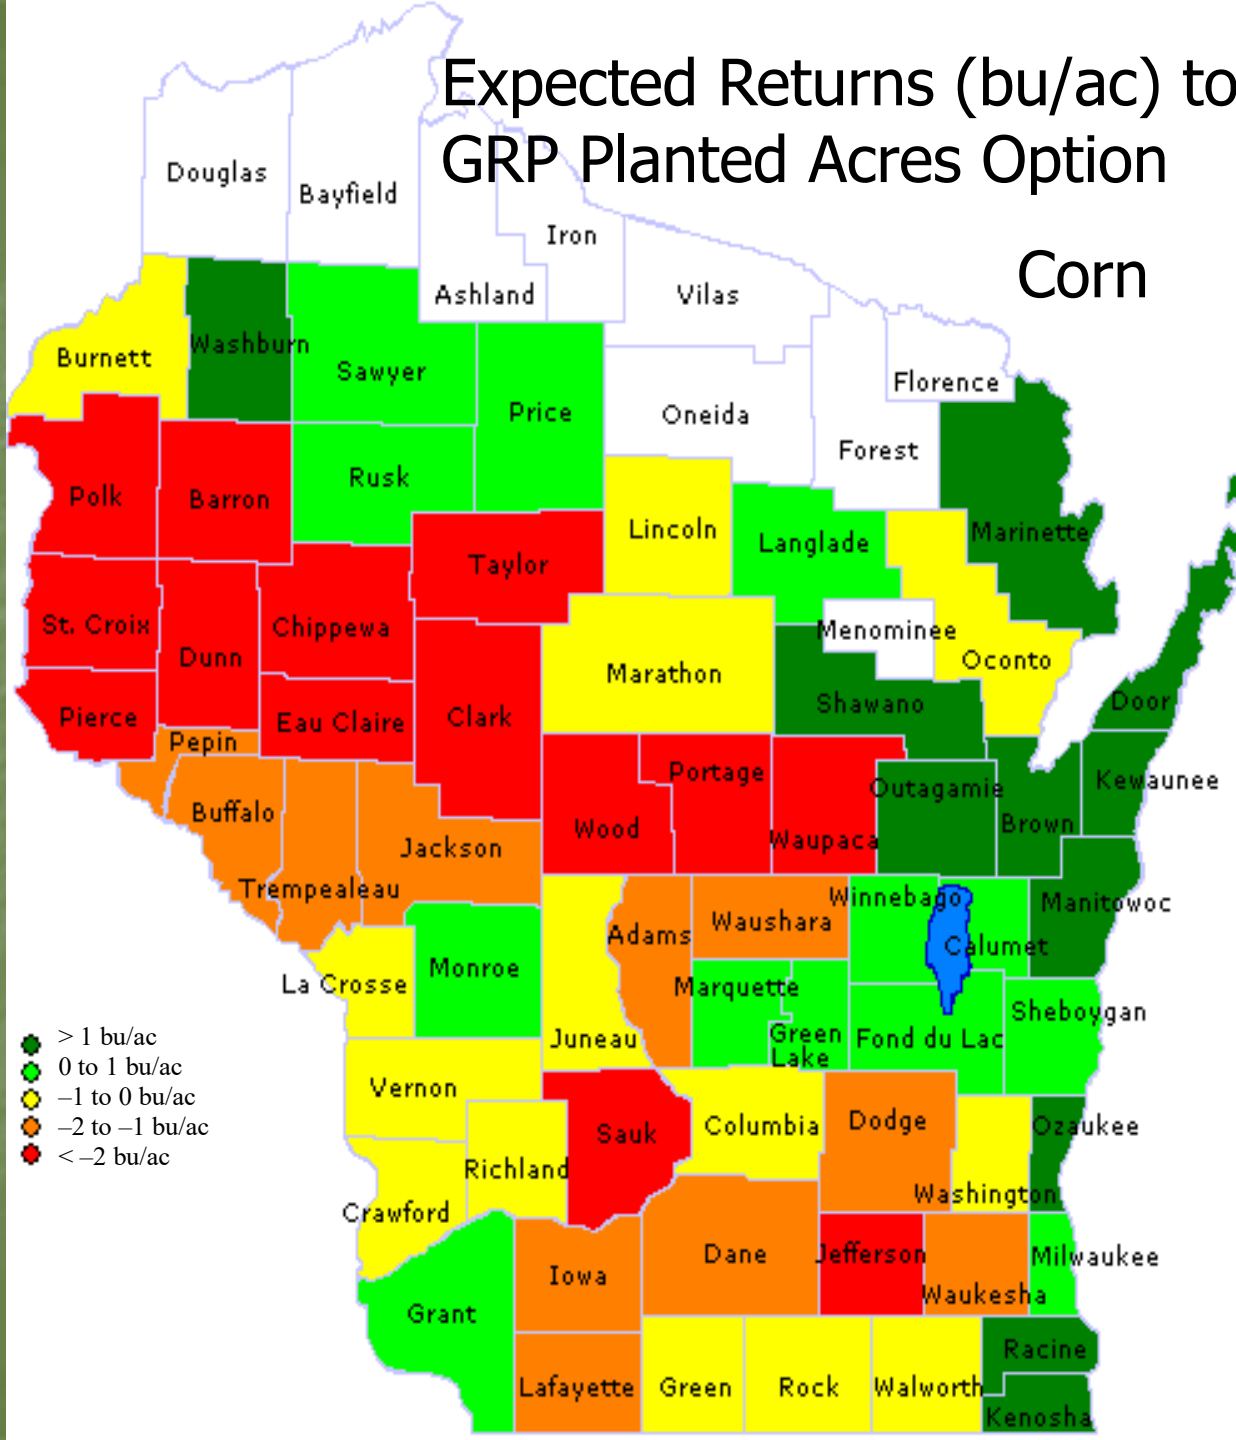 Expected Returns (bu/ac) to
GRP Planted Acres Option
Corn
Douglas
Bayfield
Iron
Ashland
Vilas
Burnett
Washburn
Sawyer
Price
Florence
Oneida
Forest
Polk
Barron
Rusk
Lincoln
Langlade
Marinette
Taylor
St. Croix
Dunn
Chippewa
Marathon
Menominee
Oconto
Pierce
Eau Claire
Clark
Shawano
Door
Pepin
Buffalo
Portage
Wood
Waupaca
Outagamie
Brown
Kewaunee
Jackson
Trempealeau
Adams
Waushara
Winnebago
Calumet
Manitowoc
La Crosse
Monroe
Juneau
Marquette
Green
Lake
Fond du Lac
Sheboygan
> 1 bu/ac
0 to 1 bu/ac
–1 to 0 bu/ac
–2 to –1 bu/ac
< –2 bu/ac
Vernon
Richland
Sauk
Columbia
Dodge
Ozaukee
Washington
Crawford
Iowa
Dane
Jefferson
Milwaukee
Waukesha
Grant
Lafayette
Green
Rock
Walworth
Racine
Kenosha